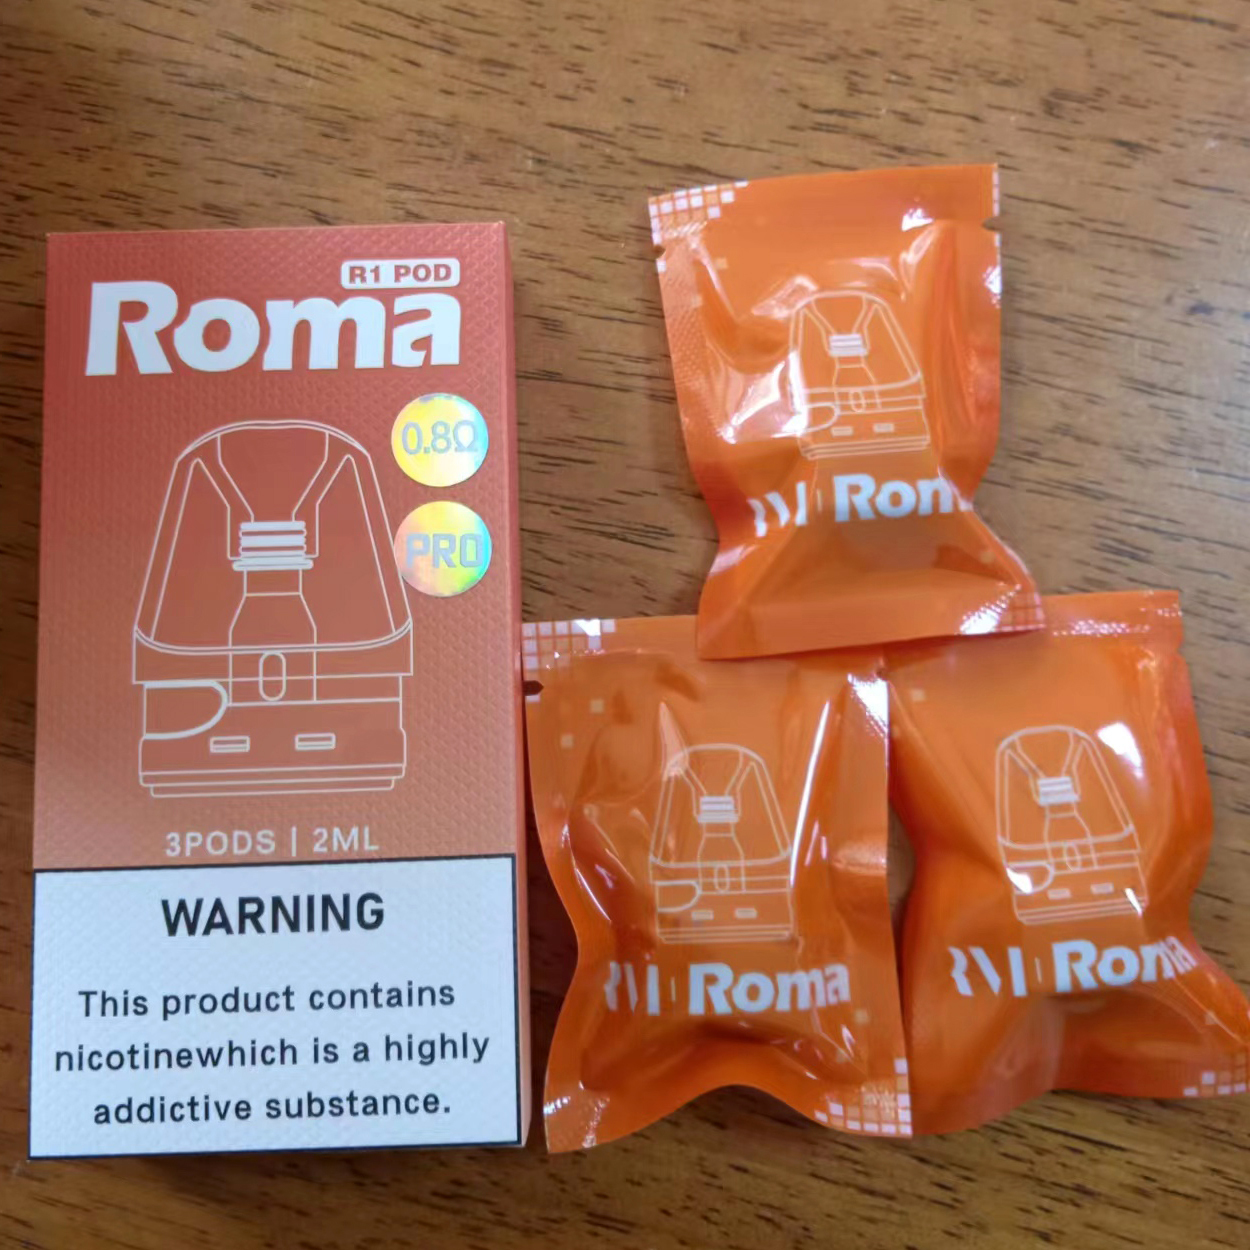 R1 POD
Roma
0.8Ω
PRO
3PODS | 2ML
WARNING
This product contains
nicotinewhich is a highly
addictive substance.
Rom
Roma
Roma